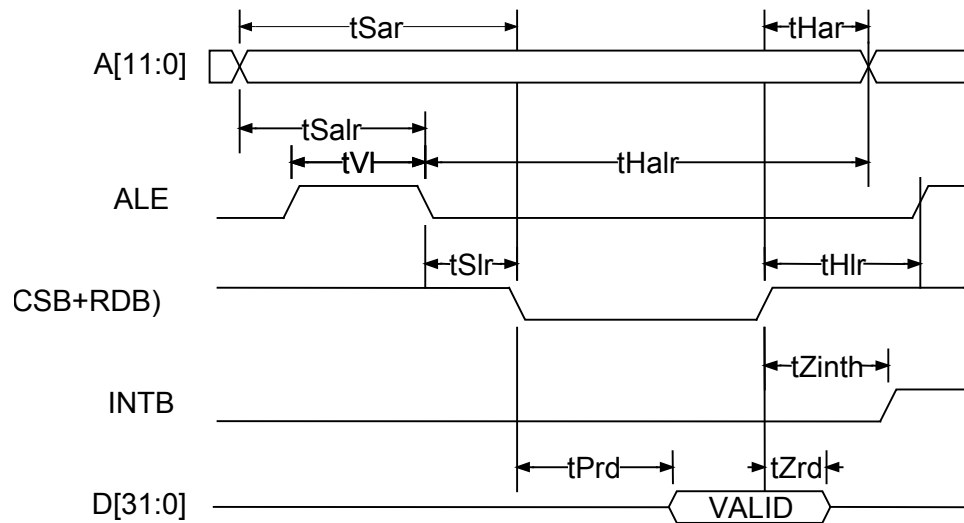 tSar
tHar
A[11:0]
tSalr
tVl
tHalr
ALE
tSlr
tHlr
CSB+RDB)
tZinth
INTB
tPrd
tZrd
D[31:0]
VALID